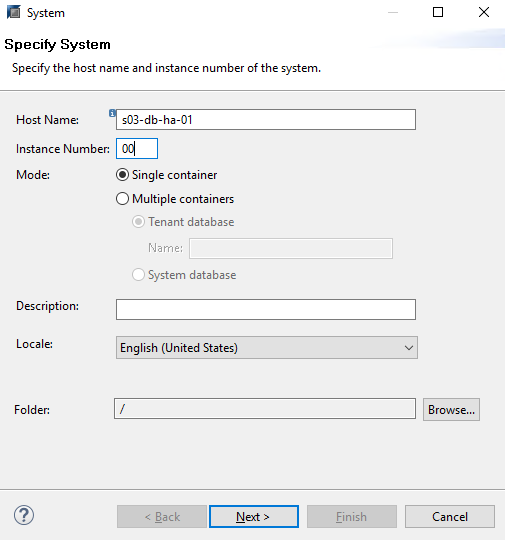 System
Specify System
Specify the host name and instance number of the system.
Host Name: s03-db-ha-01
Instance Number: 00
Mode: Single container
Multiple containers
Tenant database
Name:
System database
Description:
Locale: English (United States)
Folder: / Browse...
? < Back Next > Finish Cancel